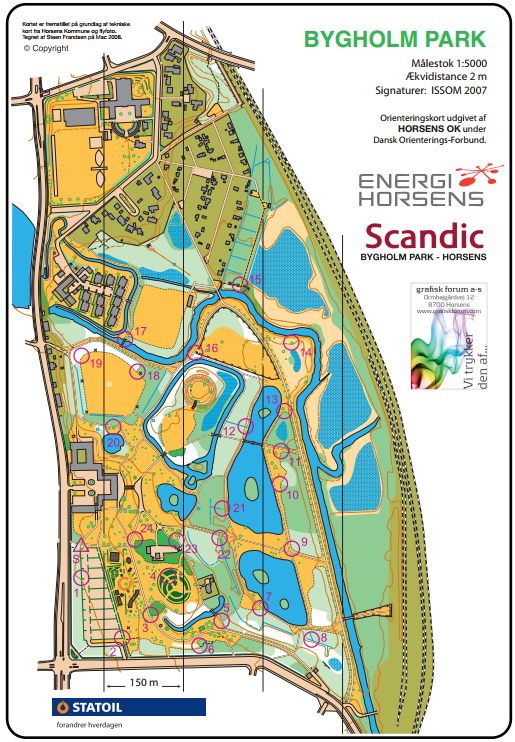 Kortet er fremstillet på grundlag af tekniske
kort fra Horsens Kommune og flyfoto.
Tegnet af Steen Frandsen på Maz 2008.
© Copyright
BYGHOLM PARK
Målestok 1:5000
Ækvidistance 2 m
Signaturer: ISSOM 2007
Orienteringskort udgivet af
HORSENS OK under
Dansk Orienterings-Forbund.
ENERGI
HORSENS
Scandic
BYGHOLM PARK - HORSENS
grafisk forum a-s
Ormhøjgårdvej 12
8700 Horsens
www.grafiskforum.com
Vi trykker
den af...
15
17
16
14
19
18
13
12
20
11
10
21
24
23
22
9
S
1
4
3
7
5
2
6
8
150 m
STATOIL
forandrer hverdagen